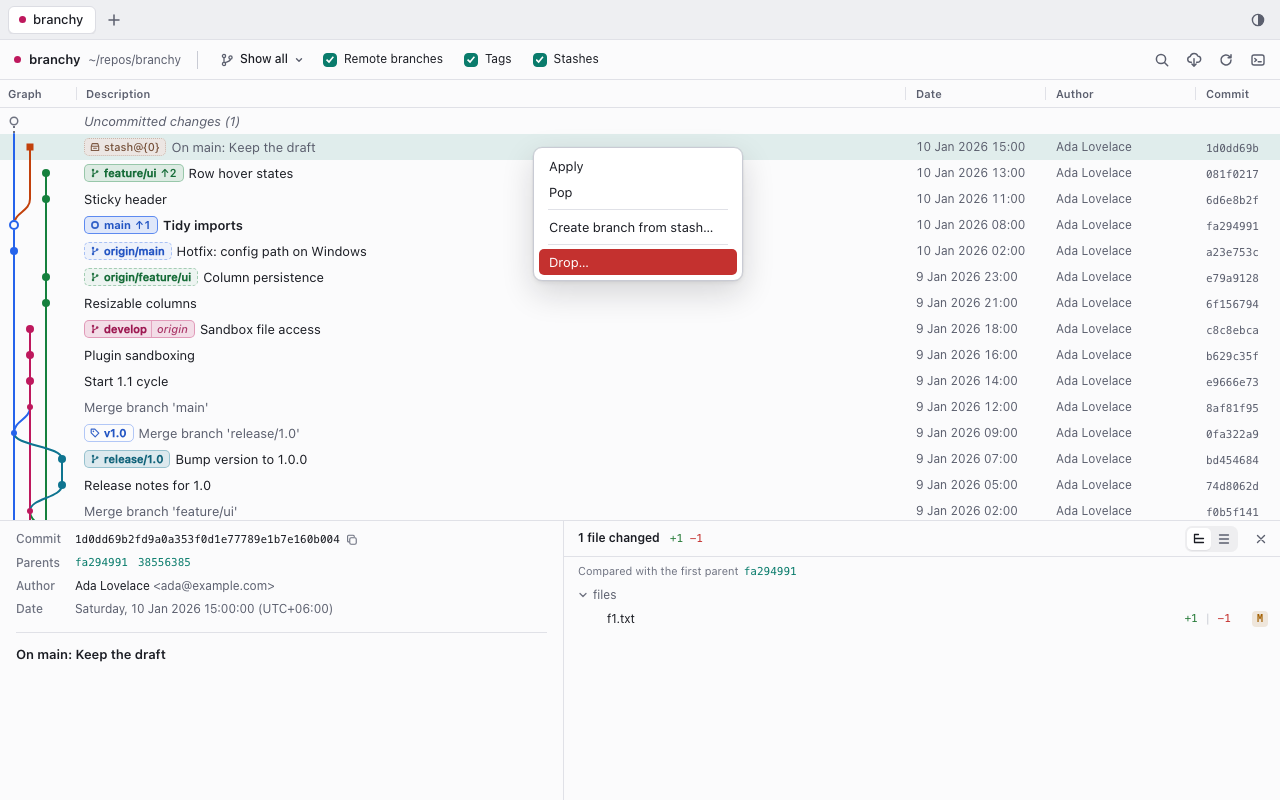 branchy
branchy ~/repos/branchy Show all Remote branches Tags Stashes
Graph Description Date Author Commit
Uncommitted changes (1)
stash@{0} On main: Keep the draft 10 Jan 2026 15:00 Ada Lovelace 1d0dd69b
feature/ui ↑2 Row hover states 10 Jan 2026 13:00 Ada Lovelace 081f0217
Sticky header 10 Jan 2026 11:00 Ada Lovelace 6d6e8b2f
main ↑1 Tidy imports 10 Jan 2026 08:00 Ada Lovelace fa294991
origin/main Hotfix: config path on Windows 10 Jan 2026 02:00 Ada Lovelace a23e753c
origin/feature/ui Column persistence 9 Jan 2026 23:00 Ada Lovelace e79a9128
Resizable columns 9 Jan 2026 21:00 Ada Lovelace 6f156794
develop origin Sandbox file access 9 Jan 2026 18:00 Ada Lovelace c8c8ebca
Plugin sandboxing 9 Jan 2026 16:00 Ada Lovelace b629c35f
Start 1.1 cycle 9 Jan 2026 14:00 Ada Lovelace e9666e73
Merge branch 'main' 9 Jan 2026 12:00 Ada Lovelace 8af81f95
v1.0 Merge branch 'release/1.0' 9 Jan 2026 09:00 Ada Lovelace 0fa322a9
release/1.0 Bump version to 1.0.0 9 Jan 2026 07:00 Ada Lovelace bd454684
Release notes for 1.0 9 Jan 2026 05:00 Ada Lovelace 74d8062d
Merge branch 'feature/ui' 9 Jan 2026 02:00 Ada Lovelace f0b5f141
Apply
Pop
Create branch from stash...
Drop...
Commit 1d0dd69b2fd9a0a353f0d1e77789e1b7e160b004
Parents fa294991 38556385
Author Ada Lovelace <ada@example.com>
Date Saturday, 10 Jan 2026 15:00:00 (UTC+06:00)
On main: Keep the draft
1 file changed +1 −1
Compared with the first parent fa294991
files
f1.txt +1 | −1 M